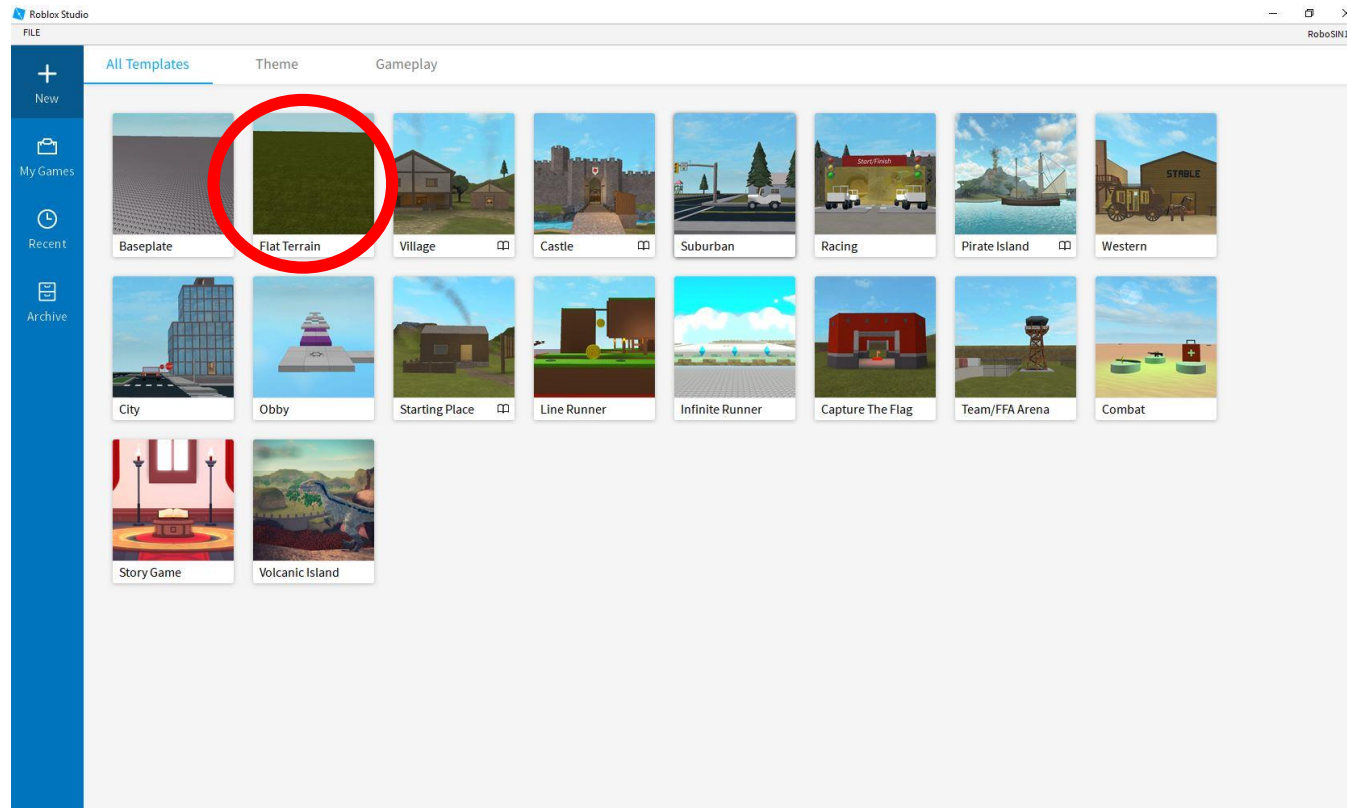 Roblox Studio
FILE
RoboSIN1
New
My Games
Recent
Archive
All Templates Theme Gameplay
Baseplate Flat Terrain Village Castle Suburban Racing Pirate Island Western
Start/Finish
STABLE
City Obby Starting Place Line Runner Infinite Runner Capture The Flag Team/FFA Arena Combat
Story Game Volcanic Island